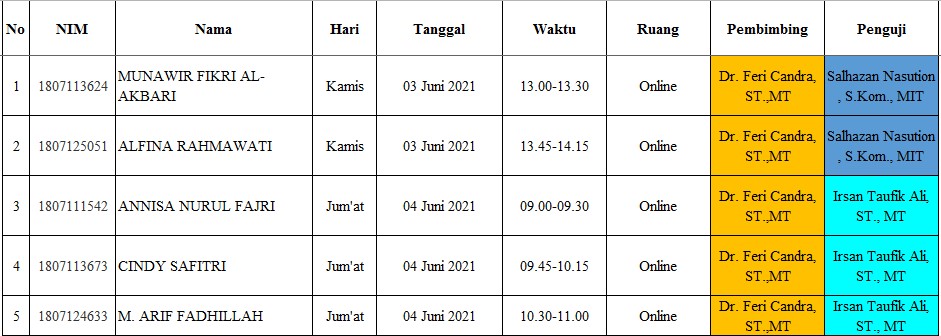 No NIM Nama Hari Tanggal Waktu Ruang Pembimbing Penguji
1 1807113624 MUNAWIR FIKRI AL-AKBARI Kamis 03 Juni 2021 13.00-13.30 Online Dr. Feri Candra, ST.,MT Salhazan Nasution , S.Kom., MIT
2 1807125051 ALFINA RAHMAWATI Kamis 03 Juni 2021 13.45-14.15 Online Dr. Feri Candra, ST.,MT Salhazan Nasution , S.Kom., MIT
3 1807111542 ANNISA NURUL FAJRI Jum'at 04 Juni 2021 09.00-09.30 Online Dr. Feri Candra, ST.,MT Irsan Taufik Ali, ST., MT
4 1807113673 CINDY SAFITRI Jum'at 04 Juni 2021 09.45-10.15 Online Dr. Feri Candra, ST.,MT Irsan Taufik Ali, ST., MT
5 1807124633 M. ARIF FADHILLAH Jum'at 04 Juni 2021 10.30-11.00 Online Dr. Feri Candra, ST.,MT Irsan Taufik Ali, ST., MT